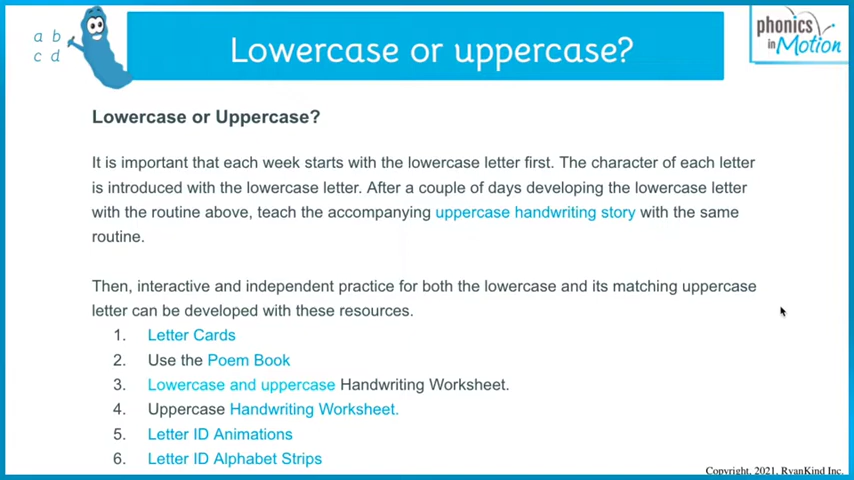 a b
c d
Lowercase or uppercase?
phonics
in Motion
Lowercase or Uppercase?
It is important that each week starts with the lowercase letter first. The character of each letter
is introduced with the lowercase letter. After a couple of days developing the lowercase letter
with the routine above, teach the accompanying uppercase handwriting story with the same
routine.
Then, interactive and independent practice for both the lowercase and its matching uppercase
letter can be developed with these resources.
1. Letter Cards
2. Use the Poem Book
3. Lowercase and uppercase Handwriting Worksheet.
4. Uppercase Handwriting Worksheet.
5. Letter ID Animations
6. Letter ID Alphabet Strips
Copyright, 2021, RyanKind Inc.